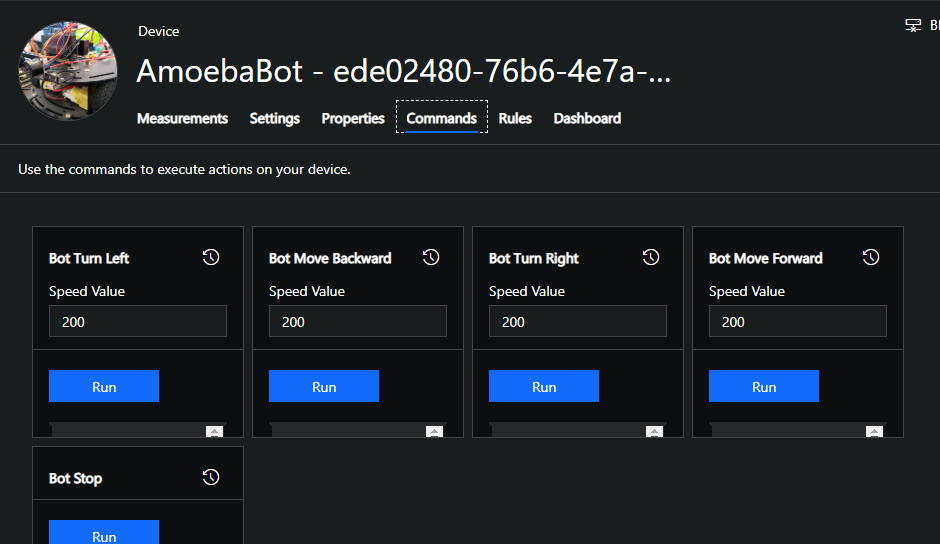 Device
AmoebaBot - ede02480-76b6-4e7a-...
Measurements Settings Properties Commands Rules Dashboard
Use the commands to execute actions on your device.
Bot Turn Left
Speed Value
200
Run
Bot Move Backward
Speed Value
200
Run
Bot Turn Right
Speed Value
200
Run
Bot Move Forward
Speed Value
200
Run
Bot Stop
Run